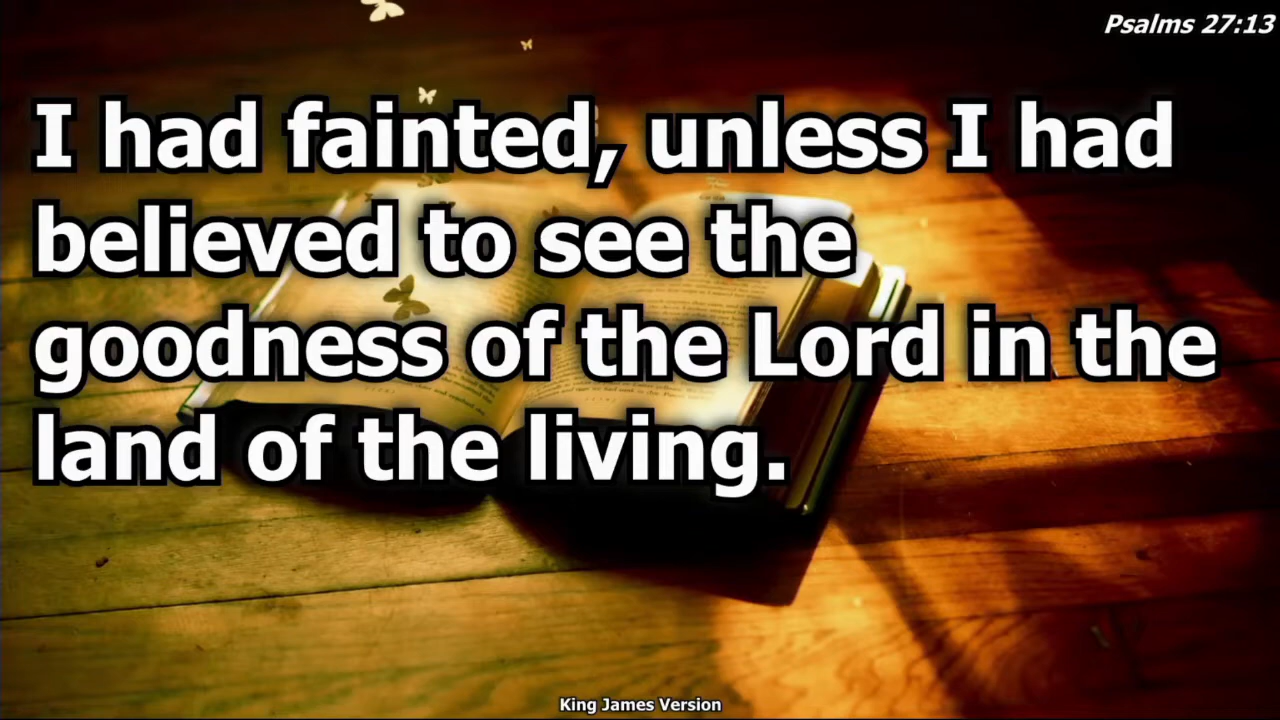 Psalms 27:13
I had fainted, unless I had
believed to see the
goodness of the Lord in the
land of the living.
King James Version